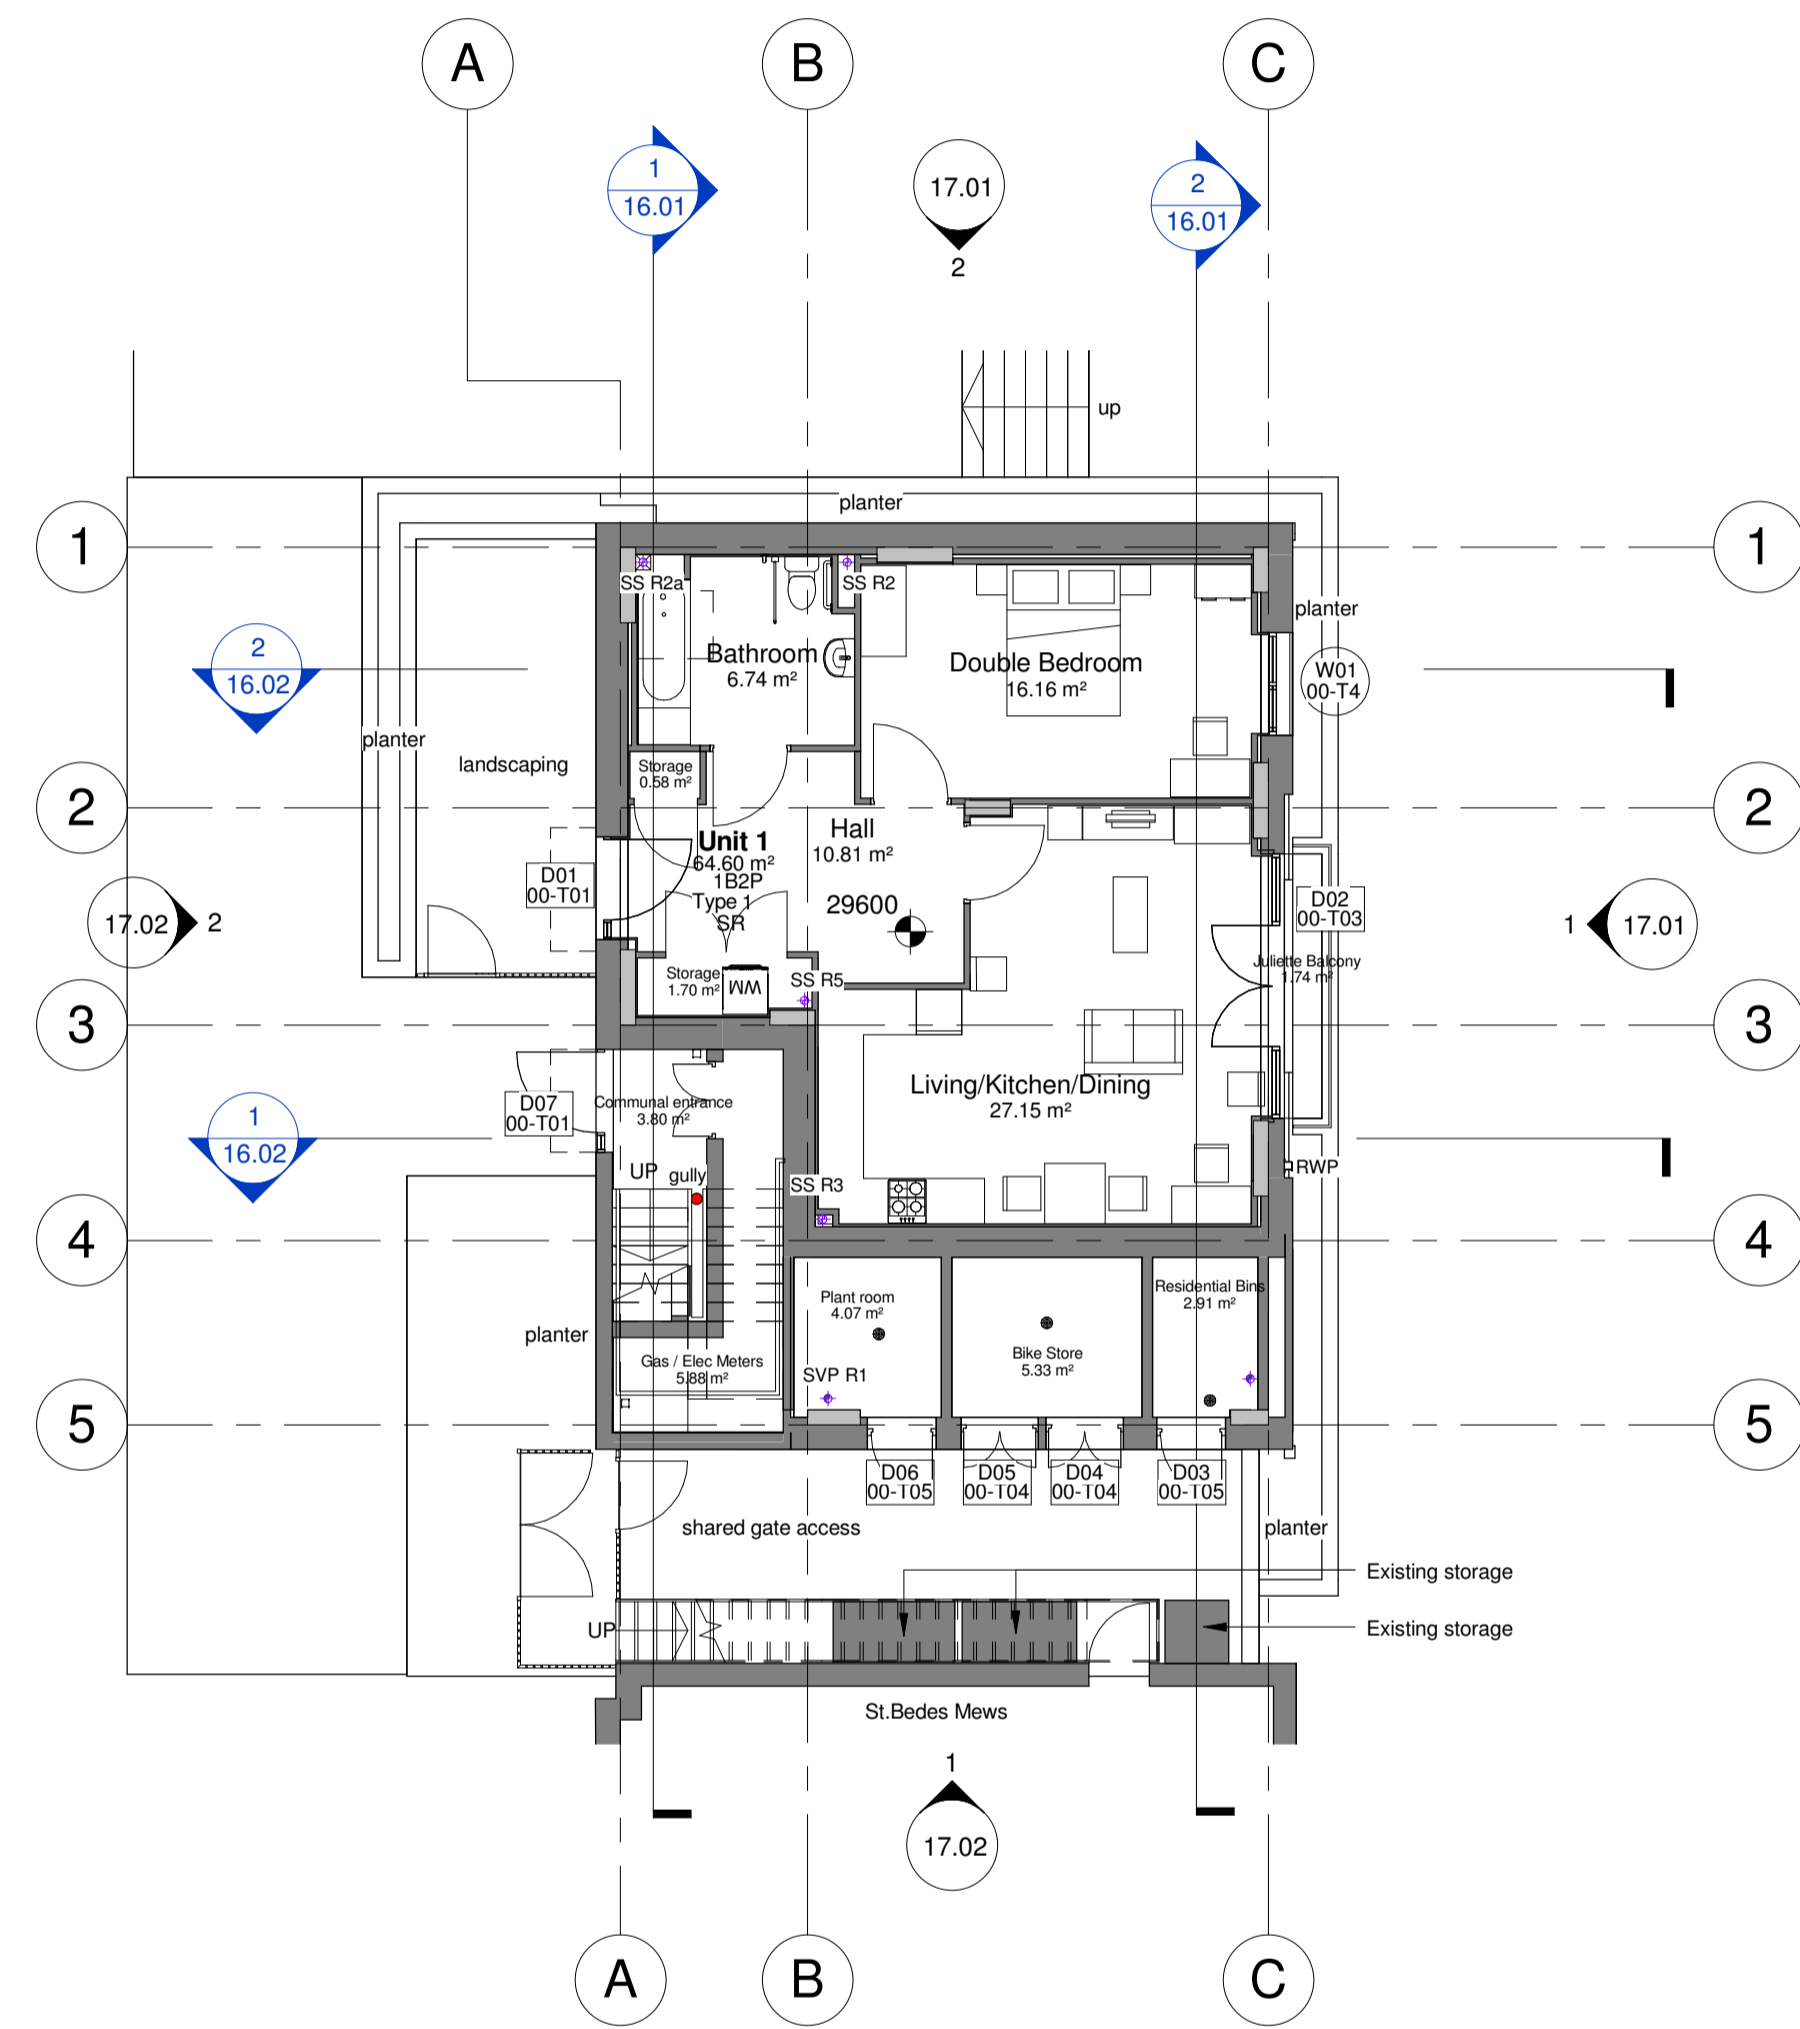 A
B
C
1
16.01
17.01
2
2
16.01
up
planter
1
1
SS R2a
SS R2
planter
Bathroom
6.74 m²
Double Bedroom
16.16 m²
W01
00-T4
2
16.02
planter
landscaping
Storage
0.58 m²
2
2
Unit 1
64.60 m²
1B2P
Type 1
SR
Hall
10.81 m²
29600
D01
00-T01
D02
00-T03
17.02
2
1
17.01
Juliette Balcony
1.74 m²
Storage
1.70 m²
WM
SS R5
3
3
Living/Kitchen/Dining
27.15 m²
Communal entrance
3.80 m²
D07
00-T01
1
16.02
UP
gully
SS R3
RWP
4
4
Plant room
4.07 m²
Residential Bins
2.91 m²
planter
Bike Store
5.33 m²
Gas / Elec Meters
5.88 m²
SVP R1
5
5
D06
00-T05
D05
00-T04
D04
00-T04
D03
00-T05
shared gate access
planter
Existing storage
UP
Existing storage
St.Bedes Mews
1
17.02
A
B
C